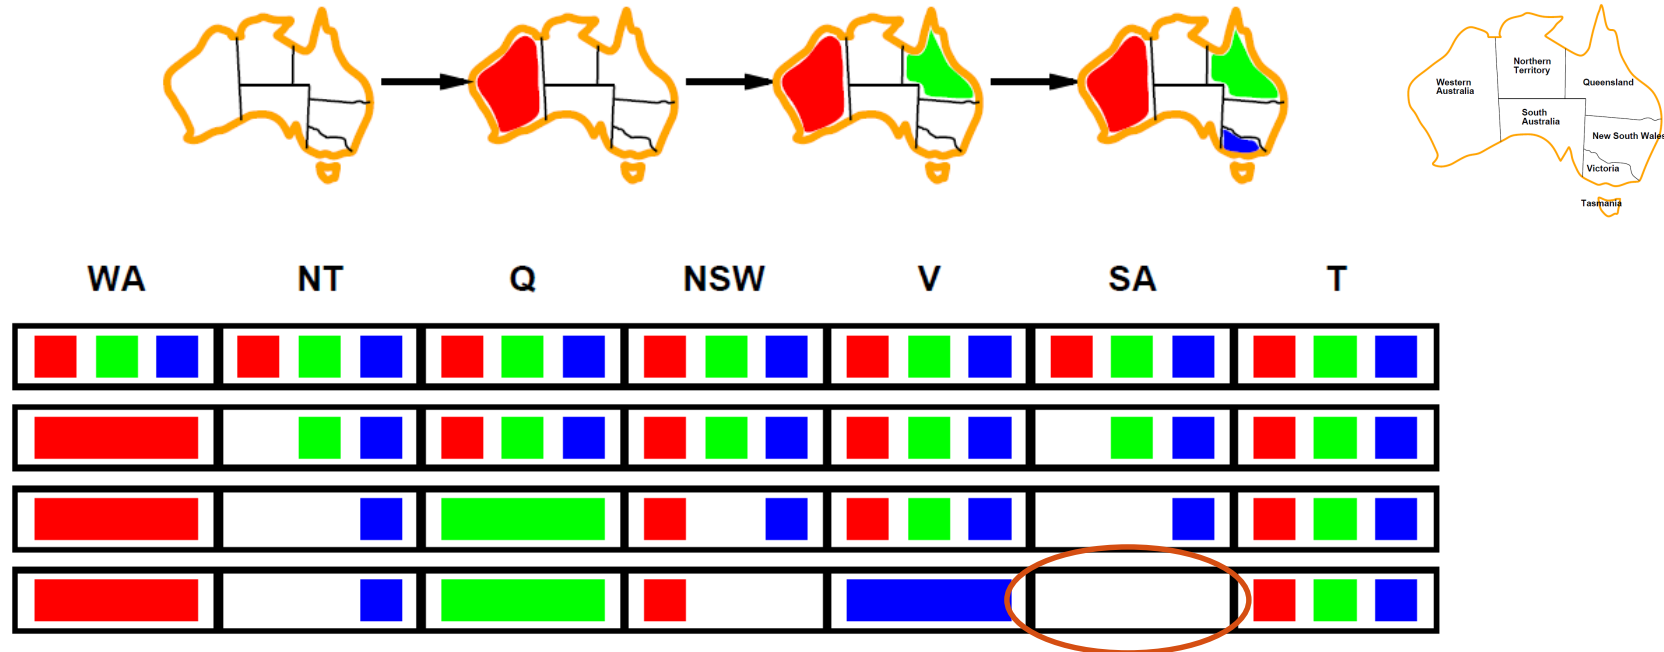 Western
Australia
Northern
Territory
Queensland
South
Australia
New South Wales
Victoria
Tasmania
WA NT Q NSW V SA T